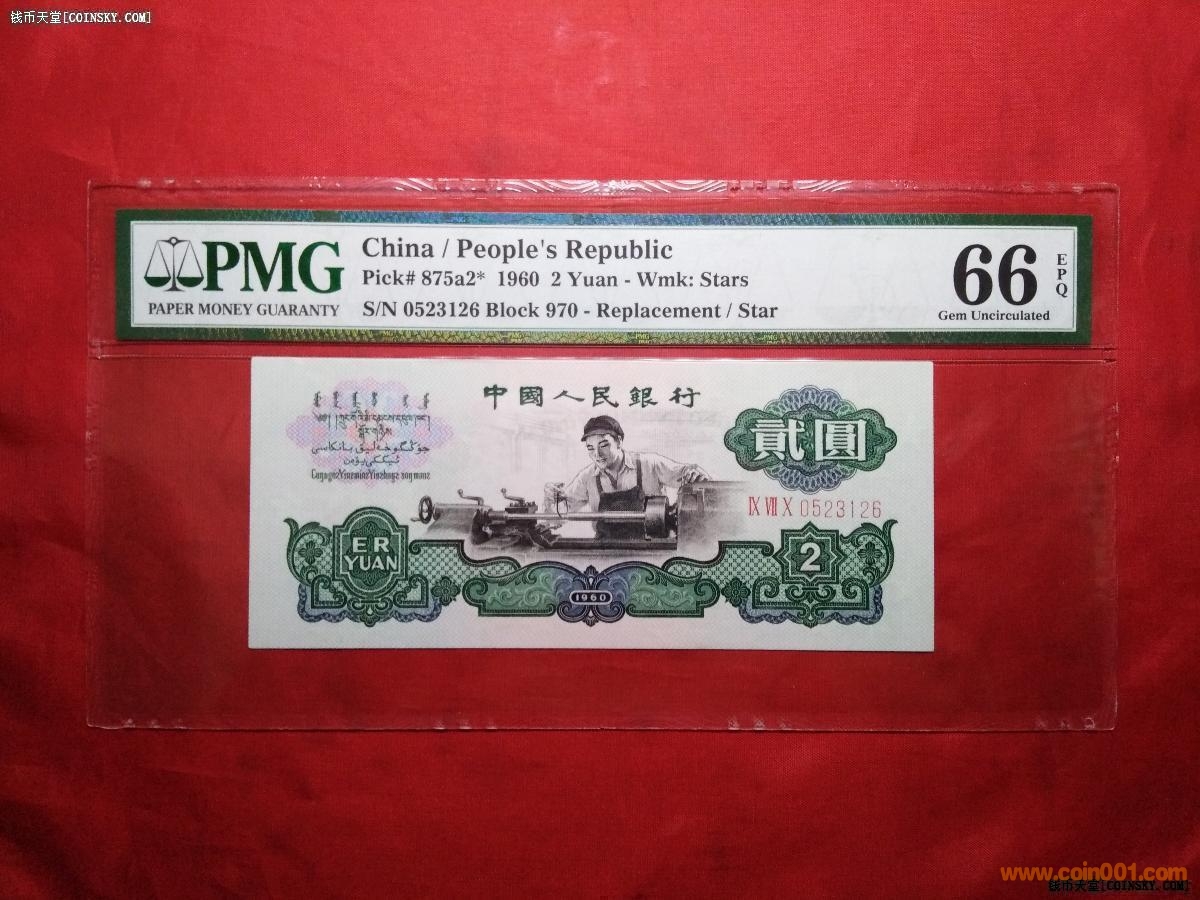 钱币天堂[COINSKY.COM]
PMG
PAPER MONEY GUARANTY
China / People's Republic
Pick# 875a2* 1960 2 Yuan - Wmk: Stars
S/N 0523126 Block 970 - Replacement / Star
66
EPQ
Gem Uncirculated
中國人民銀行
貳圓
IX VII X 0523126
ER
YUAN
1960
2
www.coin001.com
钱币天堂[COINSKY.COM]